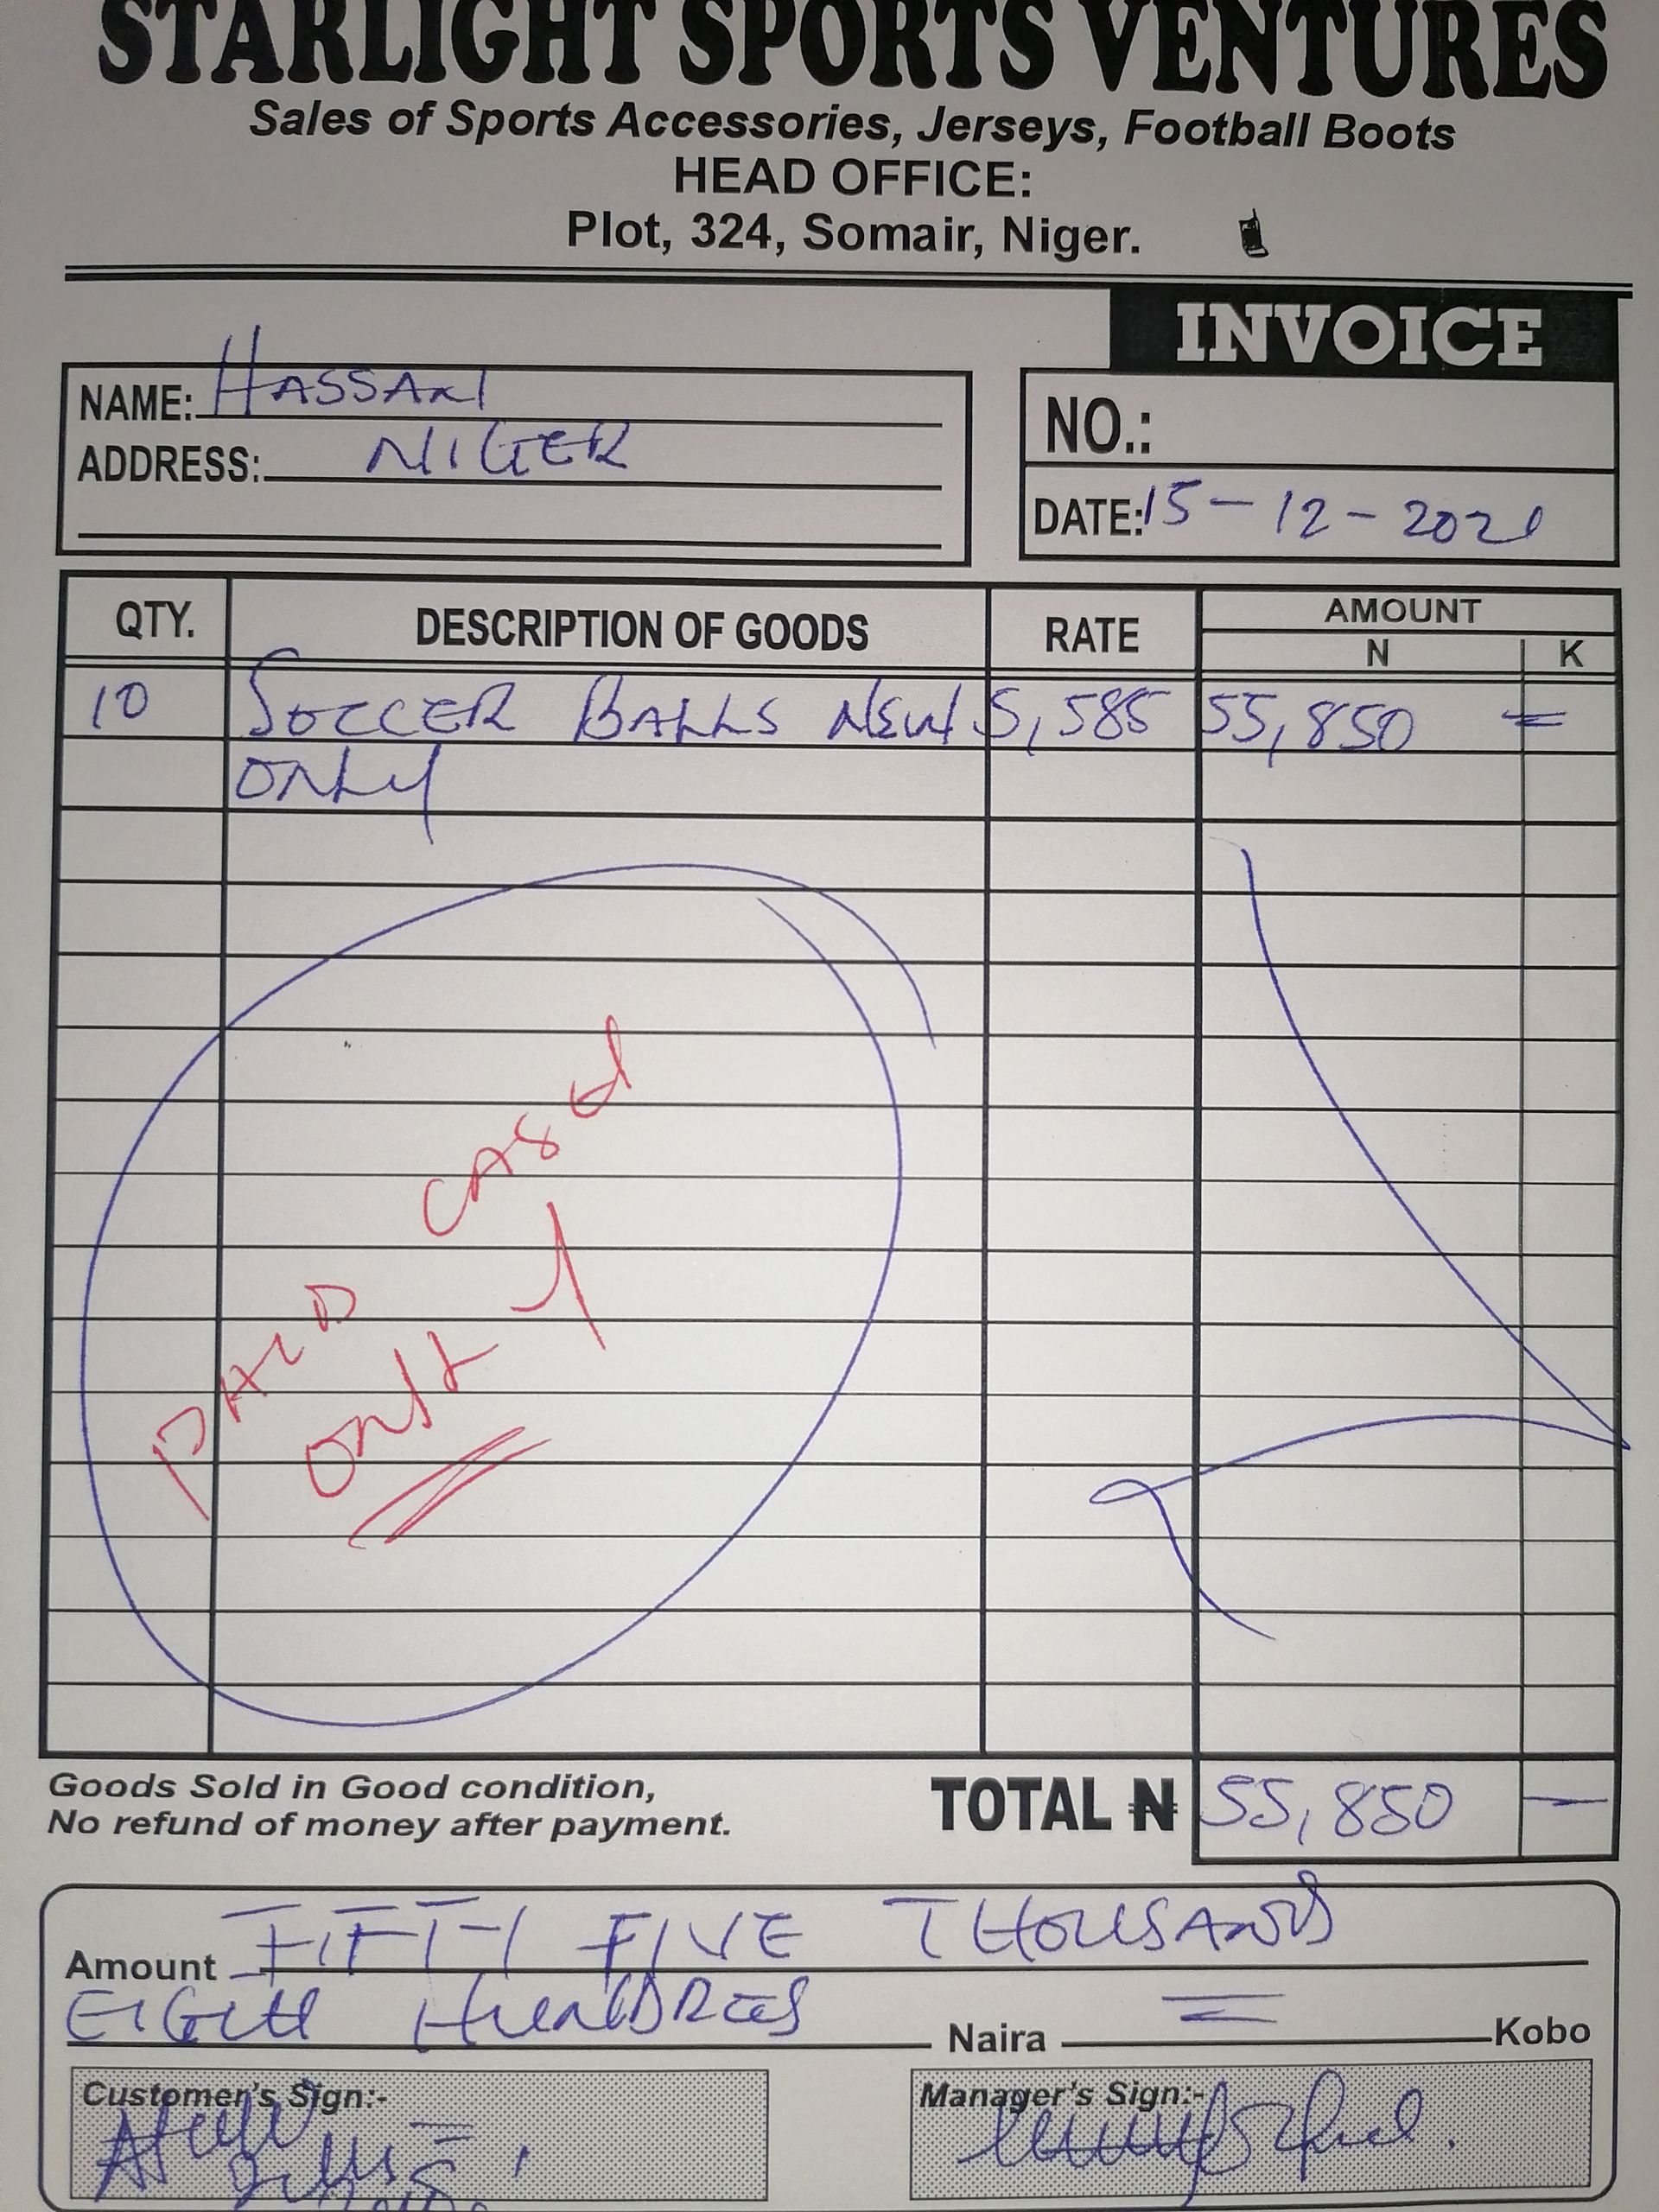 STARLIGHT SPORTS VENTURES
Sales of Sports Accessories, Jerseys, Football Boots
HEAD OFFICE:
Plot, 324, Somair, Niger.
INVOICE
NAME: HASSAN
ADDRESS: NIGER
NO.:
DATE: 15-12-2021
QTY. DESCRIPTION OF GOODS RATE AMOUNT
N K
10 SOCCER BALLS NEW 5,585 55,850 =
ONLY
PAID CASH
ONLY
Goods Sold in Good condition,
No refund of money after payment.
TOTAL ₦ 55,850 —
Amount FIFTY FIVE THOUSANDS
EIGHT HUNDRED Naira = Kobo
Customer's Sign:-
Manager's Sign:-